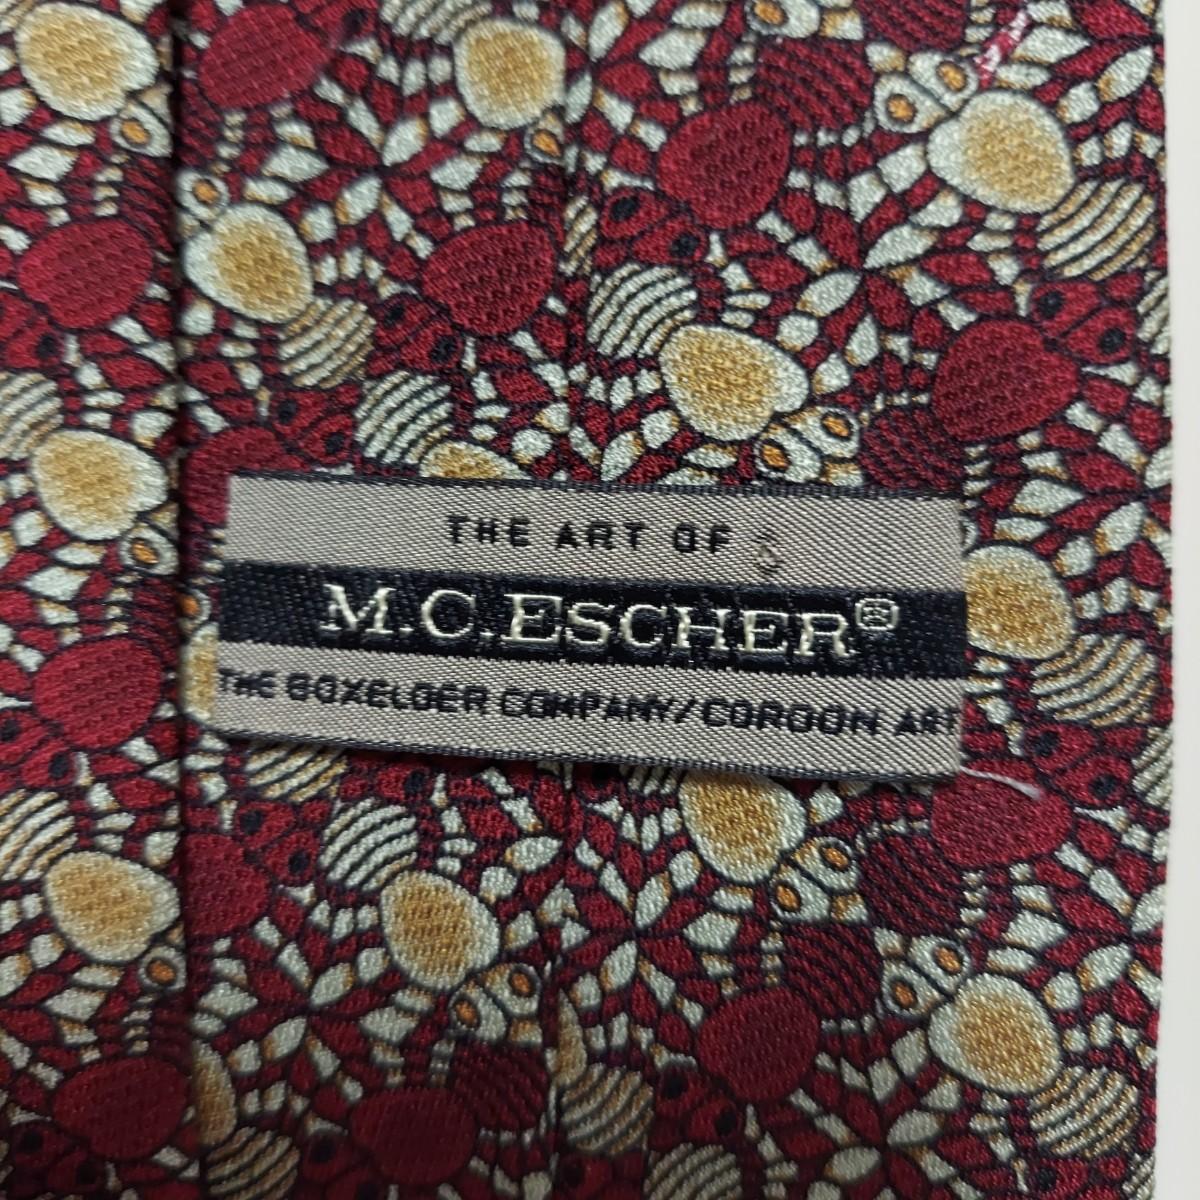 THE ART OF
M.C. ESCHER®
THE BOXELDER COMPANY/CORDON ART